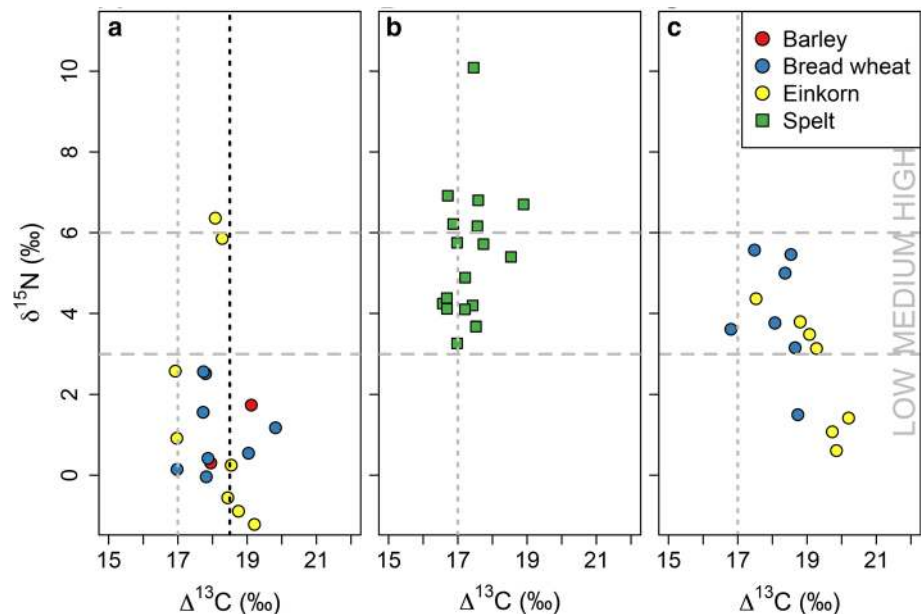 a
b
c
Barley
Bread wheat
Einkorn
Spelt
δ¹⁵N (‰)
10
8
6
4
2
0
LOW MEDIUM HIGH
15 17 19 21
15 17 19 21
15 17 19 21
Δ¹³C (‰)
Δ¹³C (‰)
Δ¹³C (‰)